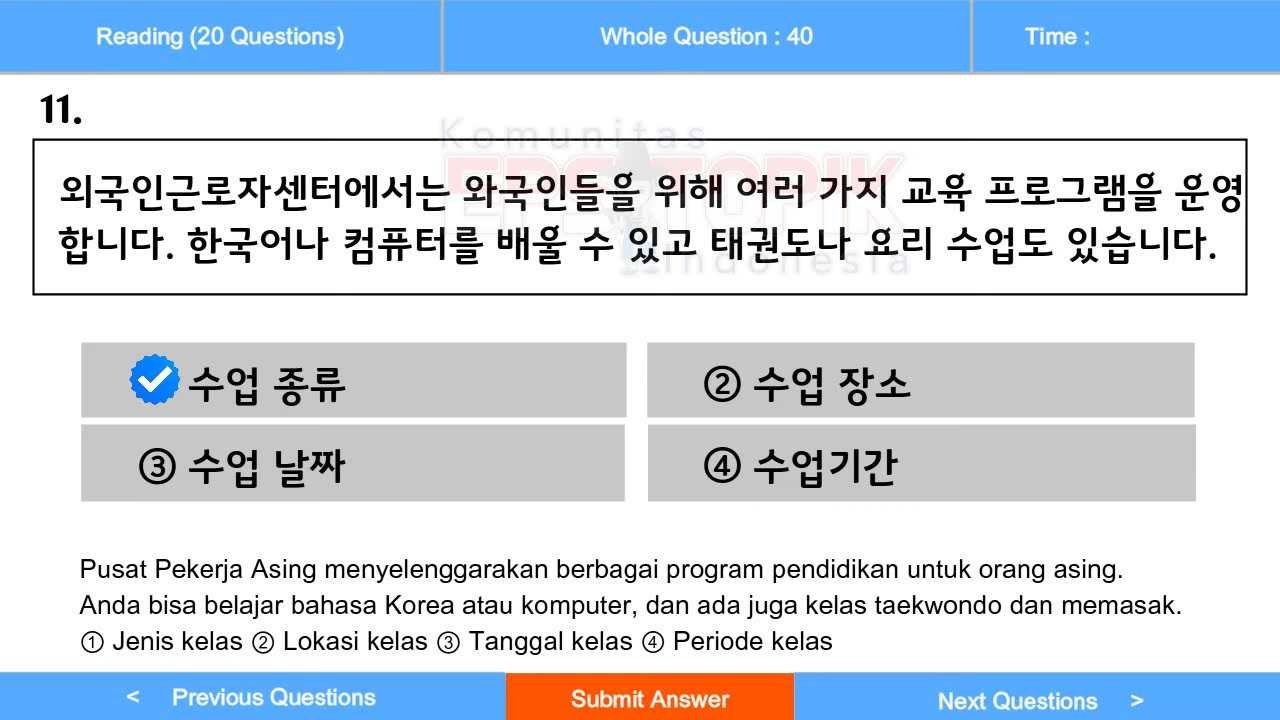 Reading (20 Questions)
Whole Question : 40
Time :
11.
Komunitas
EPS TOPIK
Indonesia
외국인근로자센터에서는 와국인들을 위해 여러 가지 교육 프로그램을 운영
합니다. 한국어나 컴퓨터를 배울 수 있고 태권도나 요리 수업도 있습니다.
수업 종류
② 수업 장소
③ 수업 날짜
④ 수업기간
Pusat Pekerja Asing menyelenggarakan berbagai program pendidikan untuk orang asing.
Anda bisa belajar bahasa Korea atau komputer, dan ada juga kelas taekwondo dan memasak.
① Jenis kelas ② Lokasi kelas ③ Tanggal kelas ④ Periode kelas
< Previous Questions
Submit Answer
Next Questions >